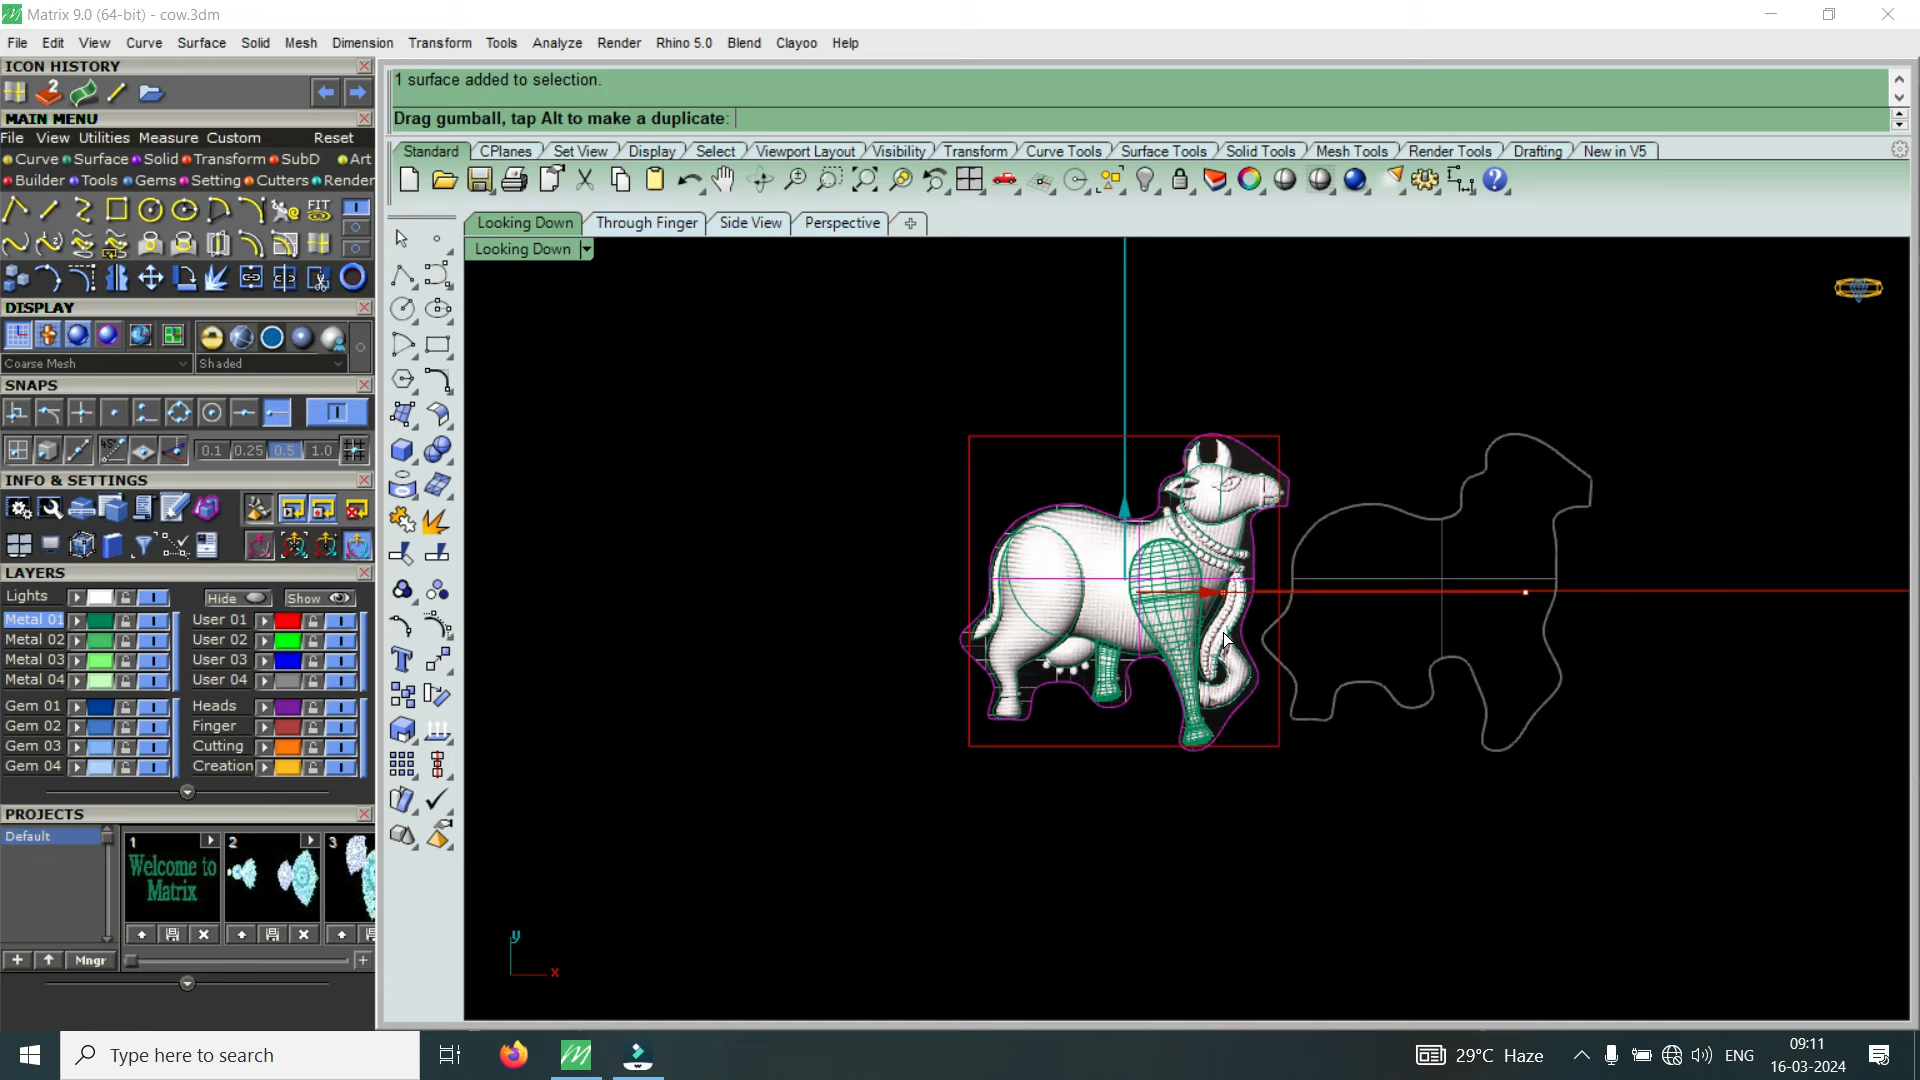 Matrix 9.0 (64-bit) - cow.3dm
File Edit View Curve Surface Solid Mesh Dimension Transform Tools Analyze Render Rhino 5.0 Blend Clayoo Help
ICON HISTORY
1 surface added to selection.
Drag gumball, tap Alt to make a duplicate:
MAIN MENU
File View Utilities Measure Custom Reset
Curve Surface Solid Transform SubD Art
Builder Tools Gems Setting Cutters Render
Standard CPlanes Set View Display Select Viewport Layout Visibility Transform Curve Tools Surface Tools Solid Tools Mesh Tools Render Tools Drafting New in V5
FIT
Looking Down Through Finger Side View Perspective
Looking Down
DISPLAY
Coarse Mesh Shaded
SNAPS
0.1 0.25 0.5 1.0
INFO & SETTINGS
LAYERS
Lights Hide Show
Metal 01 User 01
Metal 02 User 02
Metal 03 User 03
Metal 04 User 04
Gem 01 Heads
Gem 02 Finger
Gem 03 Cutting
Gem 04 Creation
PROJECTS
Default
1 2 3
Welcome to
Matrix
Mngr
y
x
Type here to search
29°C Haze
ENG
09:11
16-03-2024